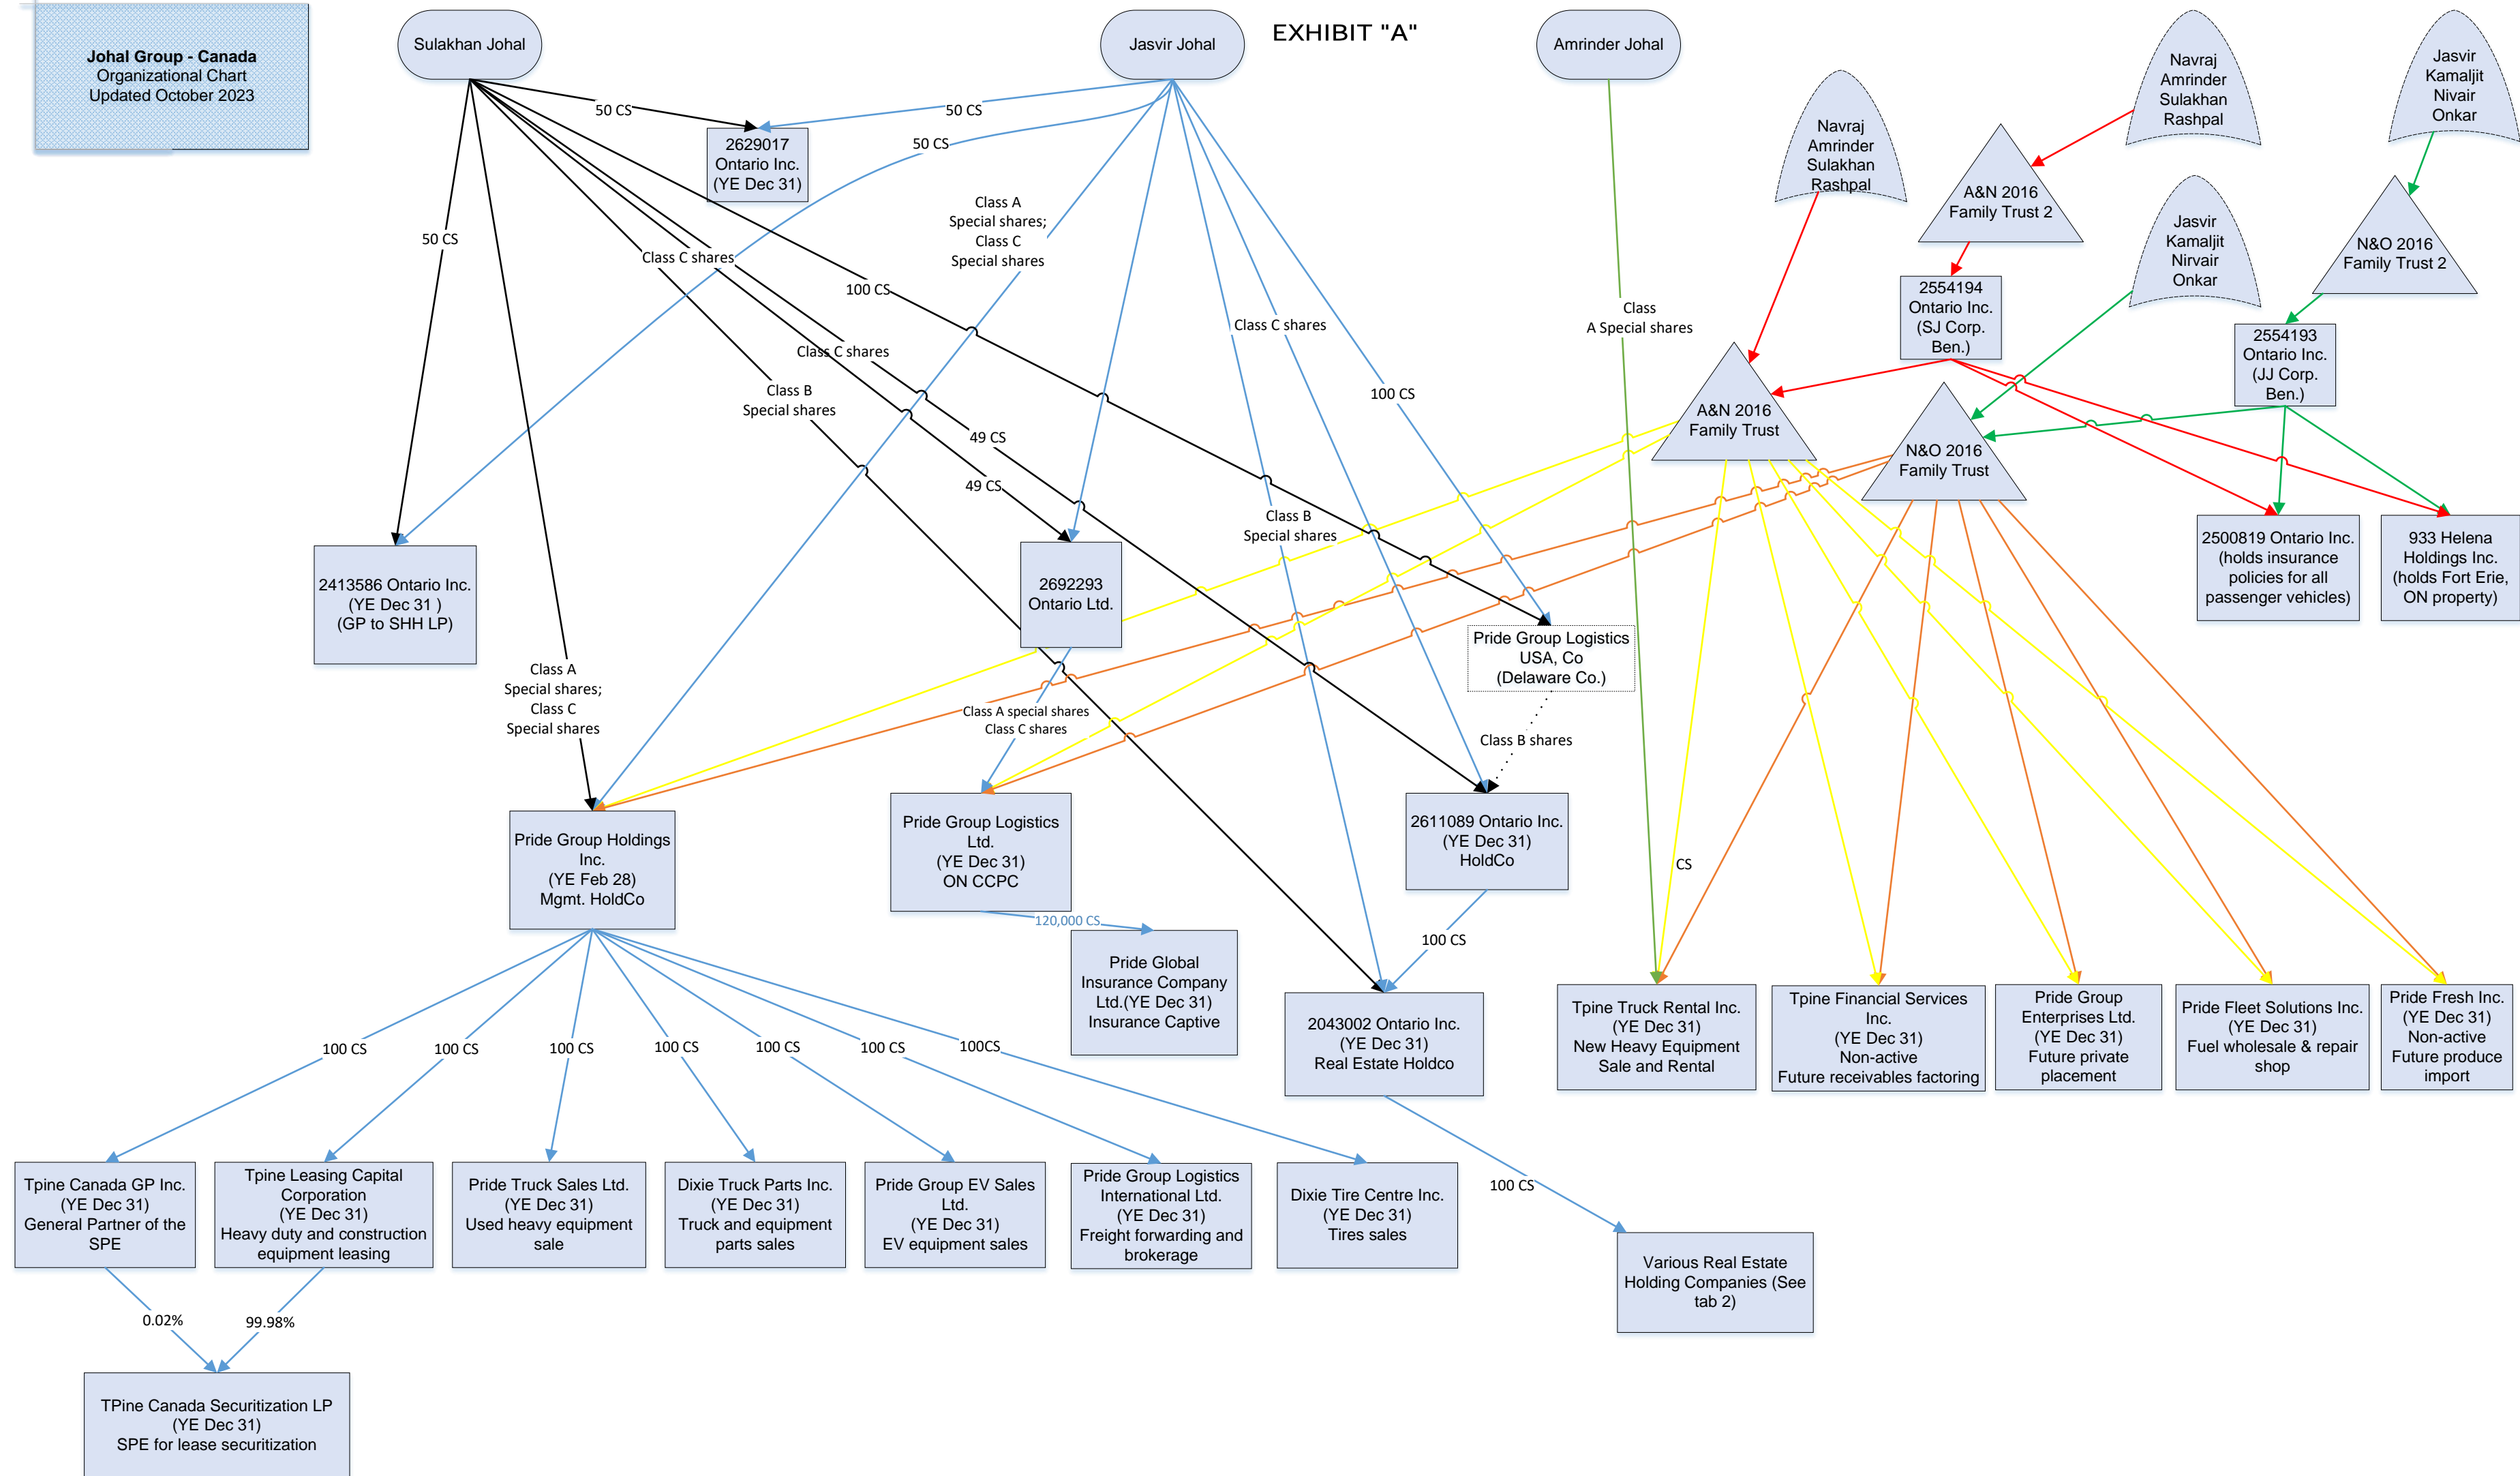 EXHIBIT "A"
Johal Group - Canada
Organizational Chart
Updated October 2023
Sulakhan Johal
Jasvir Johal
Amrinder Johal
Navraj
Amrinder
Sulakhan
Rashpal
Navraj
Amrinder
Sulakhan
Rashpal
Jasvir
Kamaljit
Nivair
Onkar
Jasvir
Kamaljit
Nirvair
Onkar
A&N 2016
Family Trust 2
N&O 2016
Family Trust 2
A&N 2016
Family Trust
N&O 2016
Family Trust
50 CS
50 CS
50 CS
50 CS
2629017
Ontario Inc.
(YE Dec 31)
Class A
Special shares;
Class C
Special shares
Class C shares
100 CS
Class C shares
Class C shares
Class B
Special shares
100 CS
49 CS
49 CS
Class B
Special shares
Class
A Special shares
2554194
Ontario Inc.
(SJ Corp.
Ben.)
2554193
Ontario Inc.
(JJ Corp.
Ben.)
2413586 Ontario Inc.
(YE Dec 31 )
(GP to SHH LP)
2692293
Ontario Ltd.
Pride Group Logistics
USA, Co
(Delaware Co.)
2500819 Ontario Inc.
(holds insurance
policies for all
passenger vehicles)
933 Helena
Holdings Inc.
(holds Fort Erie,
ON property)
Class A
Special shares;
Class C
Special shares
Class A special shares
Class C shares
Class B shares
Pride Group Holdings
Inc.
(YE Feb 28)
Mgmt. HoldCo
Pride Group Logistics
Ltd.
(YE Dec 31)
ON CCPC
2611089 Ontario Inc.
(YE Dec 31)
HoldCo
CS
120,000 CS
100 CS
Pride Global
Insurance Company
Ltd.(YE Dec 31)
Insurance Captive
2043002 Ontario Inc.
(YE Dec 31)
Real Estate Holdco
Tpine Truck Rental Inc.
(YE Dec 31)
New Heavy Equipment
Sale and Rental
Tpine Financial Services
Inc.
(YE Dec 31)
Non-active
Future receivables factoring
Pride Group
Enterprises Ltd.
(YE Dec 31)
Future private
placement
Pride Fleet Solutions Inc.
(YE Dec 31)
Fuel wholesale & repair
shop
Pride Fresh Inc.
(YE Dec 31)
Non-active
Future produce
import
100 CS
100 CS
100 CS
100 CS
100 CS
100 CS
100CS
Tpine Canada GP Inc.
(YE Dec 31)
General Partner of the
SPE
Tpine Leasing Capital
Corporation
(YE Dec 31)
Heavy duty and construction
equipment leasing
Pride Truck Sales Ltd.
(YE Dec 31)
Used heavy equipment
sale
Dixie Truck Parts Inc.
(YE Dec 31)
Truck and equipment
parts sales
Pride Group EV Sales
Ltd.
(YE Dec 31)
EV equipment sales
Pride Group Logistics
International Ltd.
(YE Dec 31)
Freight forwarding and
brokerage
Dixie Tire Centre Inc.
(YE Dec 31)
Tires sales
100 CS
Various Real Estate
Holding Companies (See
tab 2)
0.02%
99.98%
TPine Canada Securitization LP
(YE Dec 31)
SPE for lease securitization